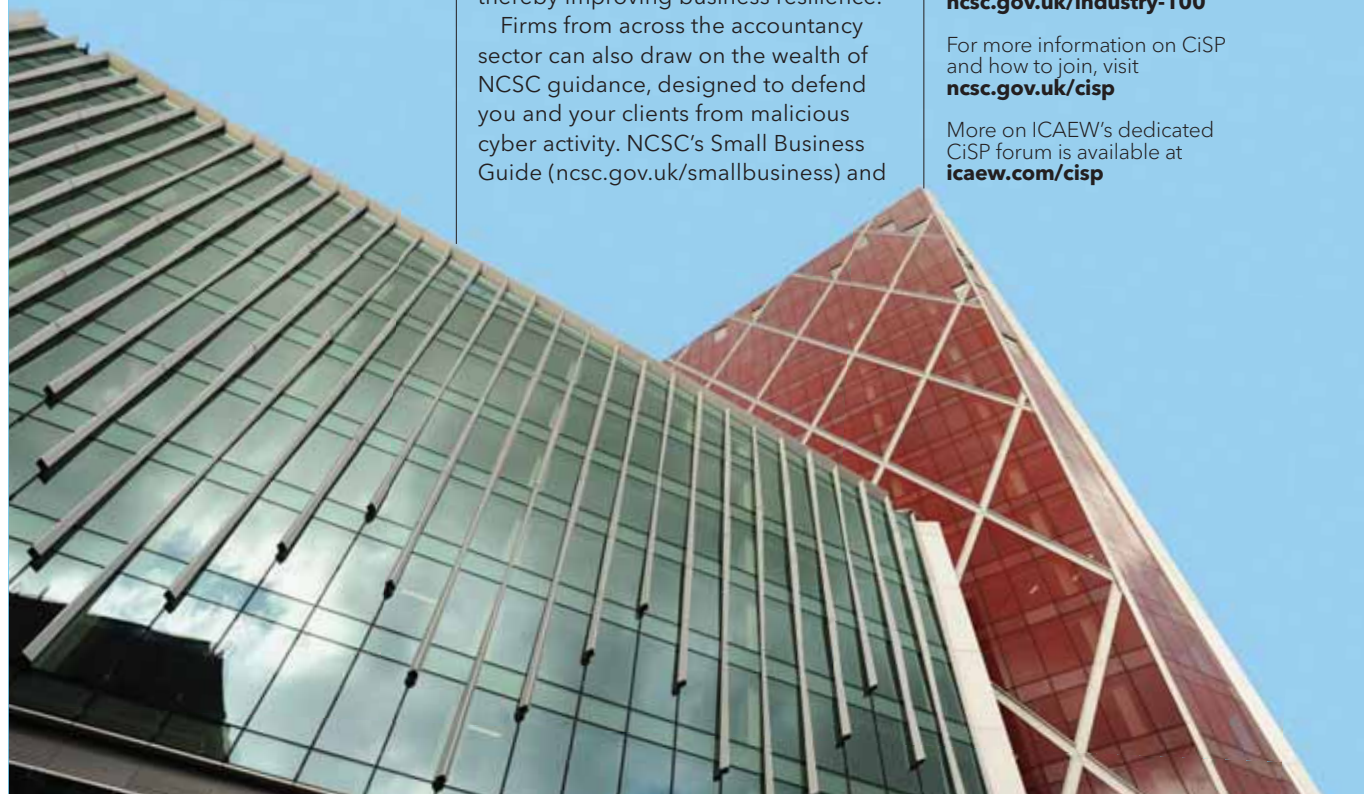 thereby improving business resilience.
Firms from across the accountancy
sector can also draw on the wealth of
NCSC guidance, designed to defend
you and your clients from malicious
cyber activity. NCSC’s Small Business
Guide (ncsc.gov.uk/smallbusiness) and
ncsc.gov.uk/industry-100
For more information on CiSP
and how to join, visit
ncsc.gov.uk/cisp
More on ICAEW’s dedicated
CiSP forum is available at
icaew.com/cisp